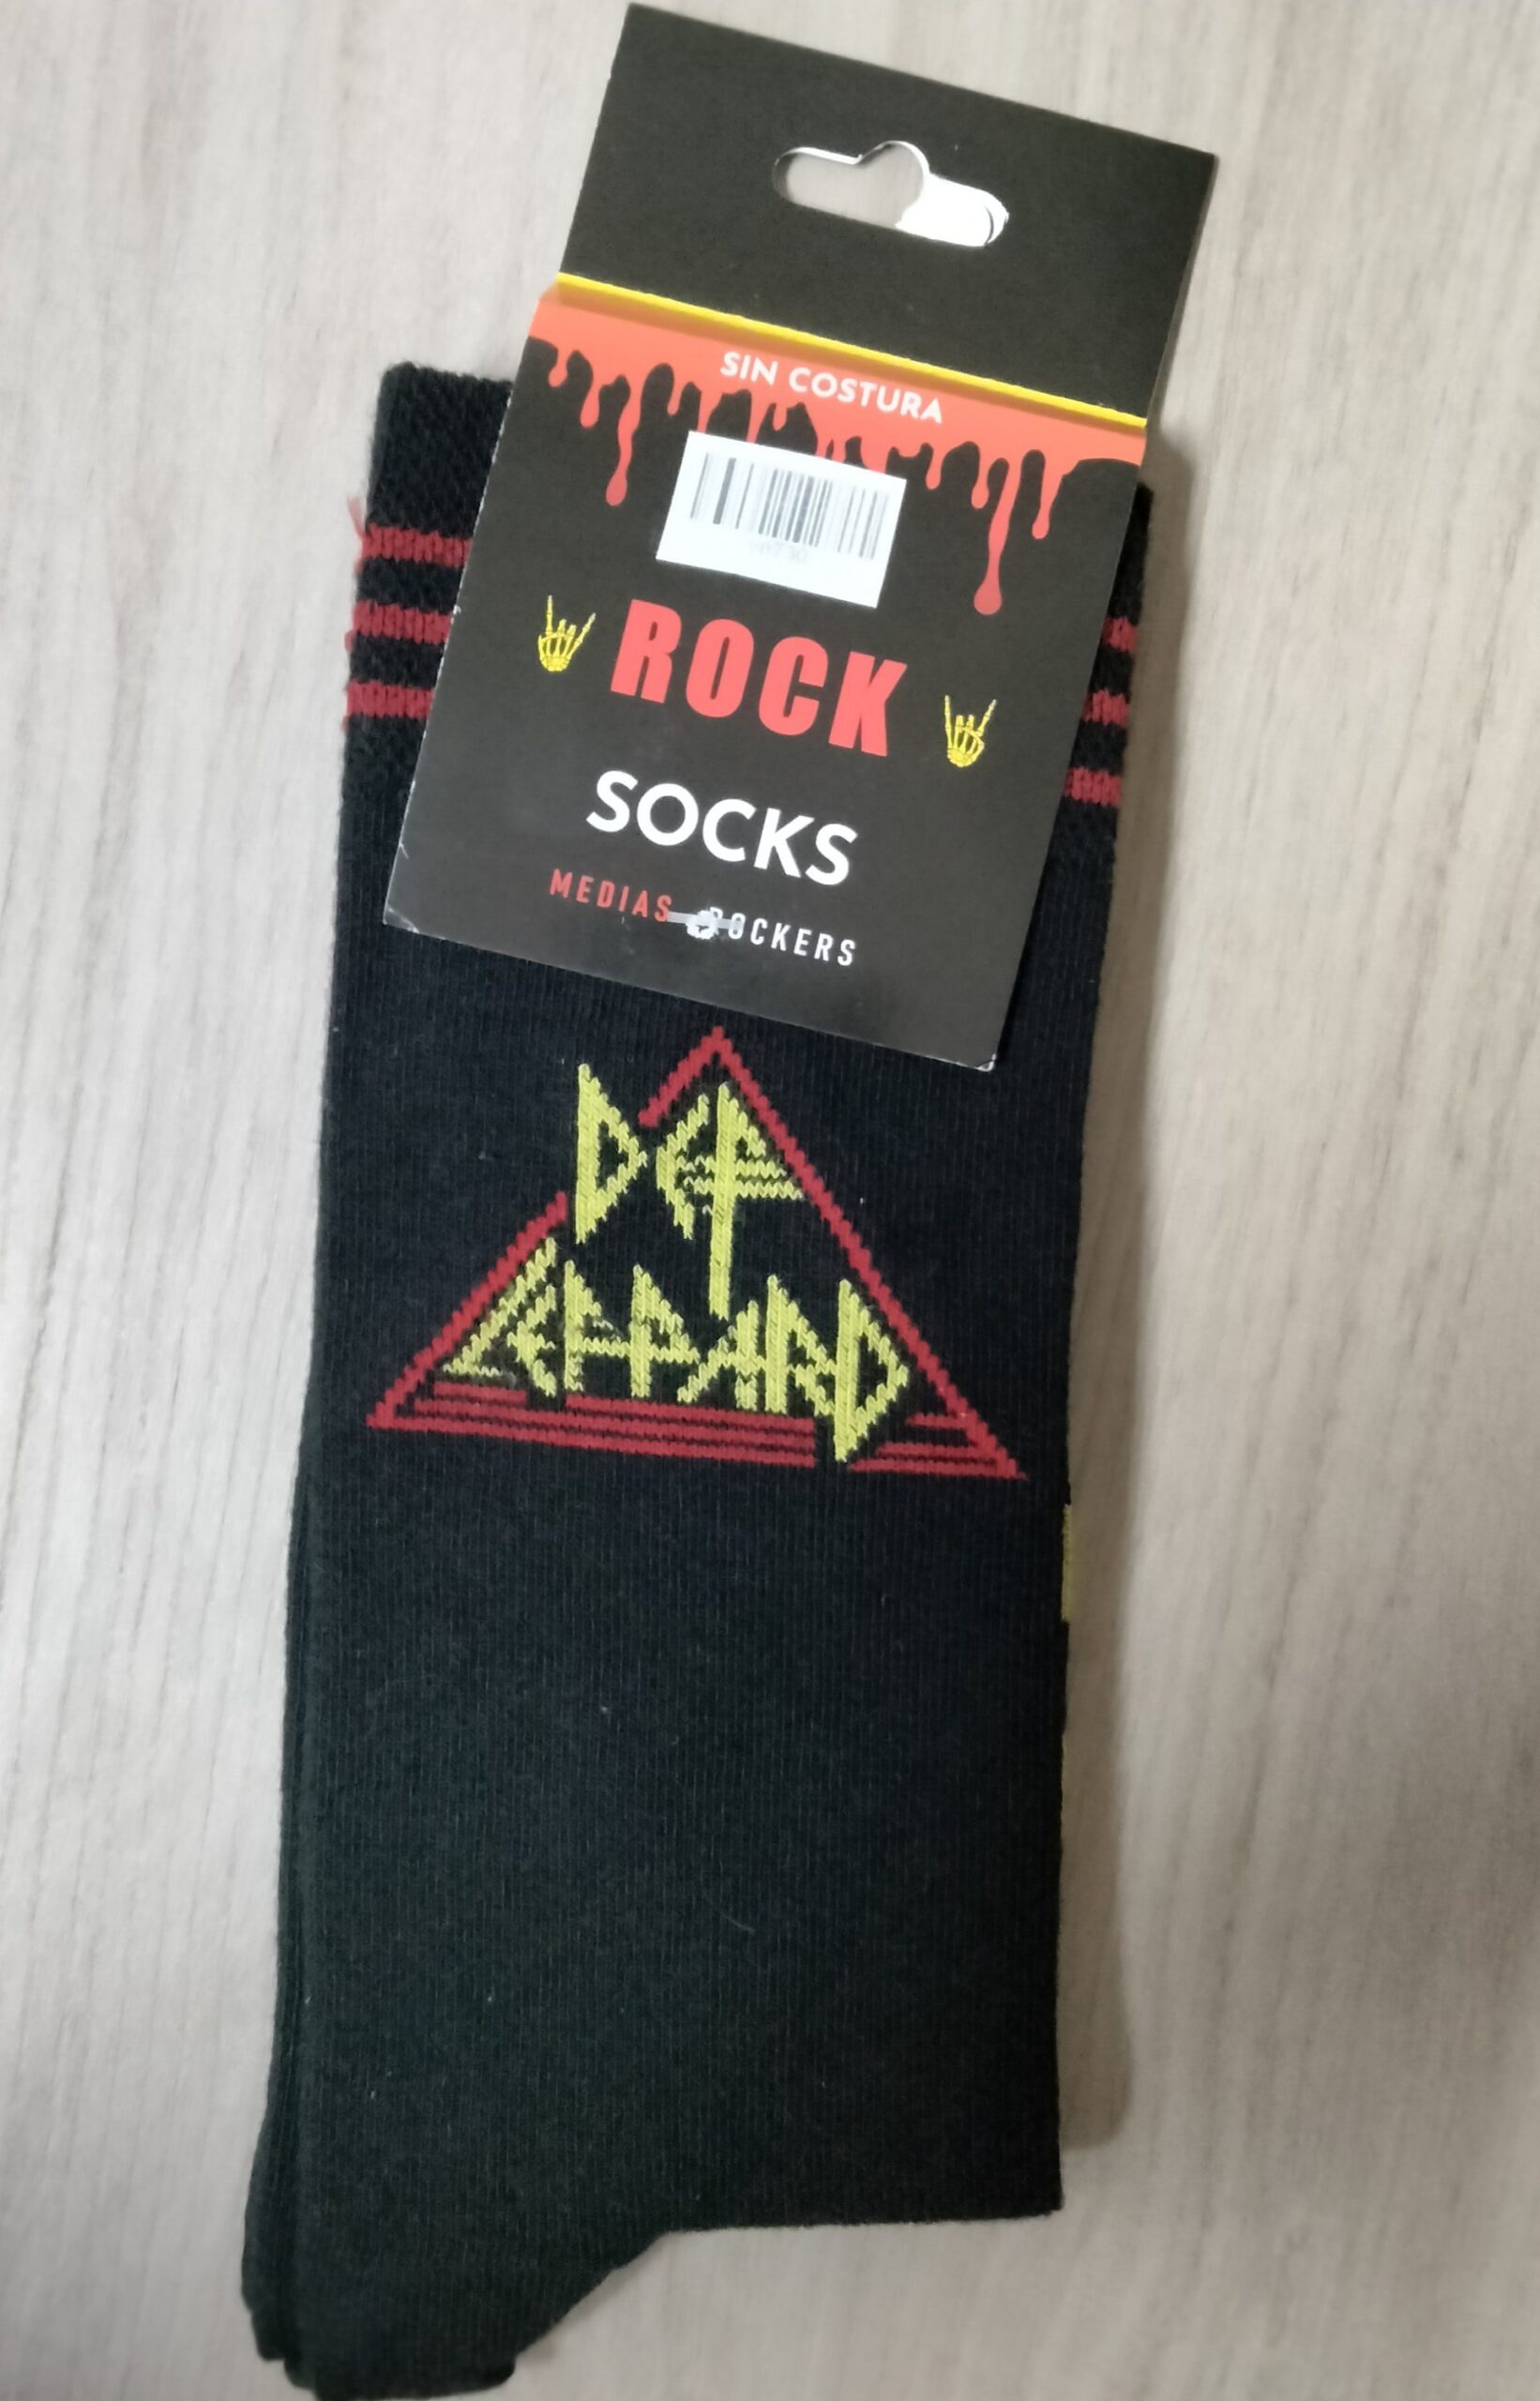 SIN COSTURA
ROCK
SOCKS
MEDIAS ROCKERS
DEF
LEPPARD